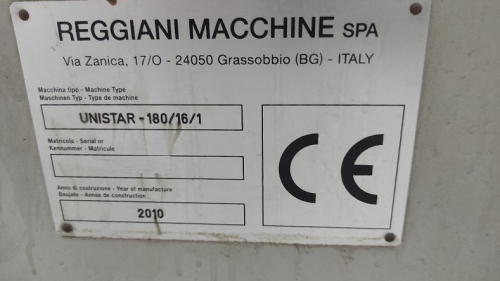 REGGIANI MACCHINE SPA
Via Zanica, 17/O - 24050 Grassobbio (BG) - ITALY
Macchina tipo - Machine Type
Maschinen Typ - Type de machine
UNISTAR - 180/16/1
Matricola - Serial or
Kennummer - Matricule
Anno di costruzione - Year of manufacture
Baujahr - Annee de construction
2010
CE